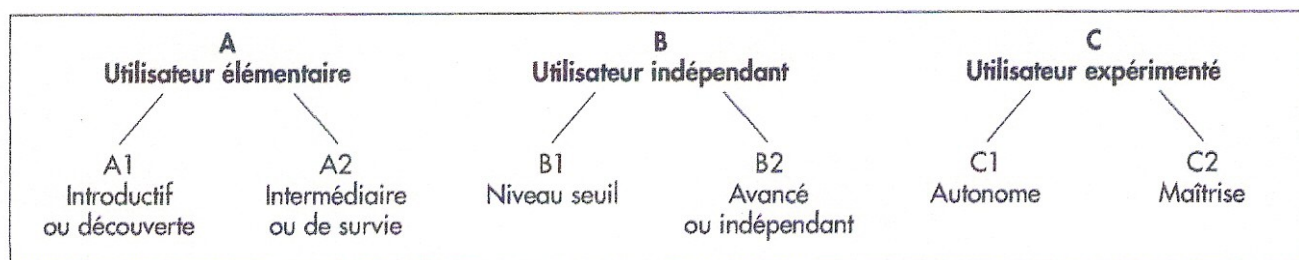 A
Utilisateur élémentaire
B
Utilisateur indépendant
C
Utilisateur expérimenté
A1
Introductif
ou découverte
A2
Intermédiaire
ou de survie
B1
Niveau seuil
B2
Avancé
ou indépendant
C1
Autonome
C2
Maîtrise